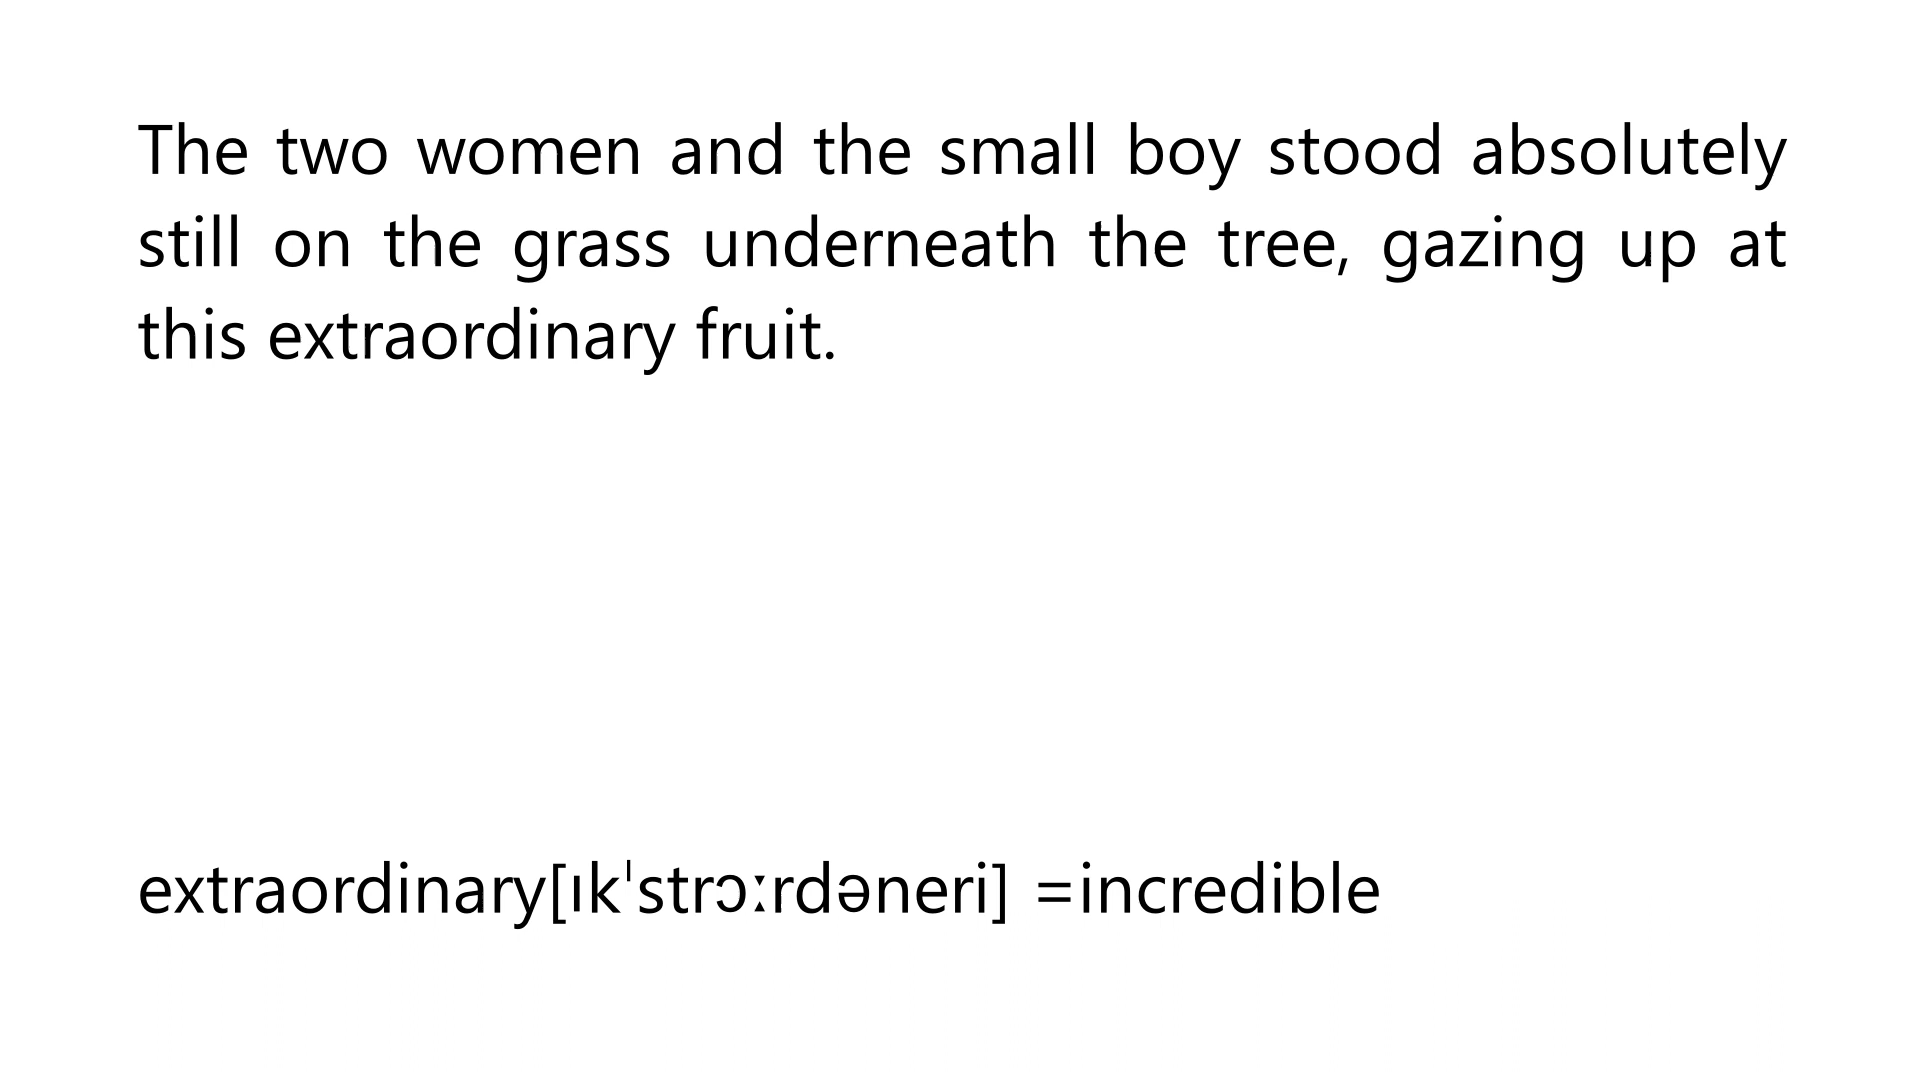 The two women and the small boy stood absolutely
still on the grass underneath the tree, gazing up at
this extraordinary fruit.
extraordinary[ɪkˈstrɔːrdəneri] =incredible